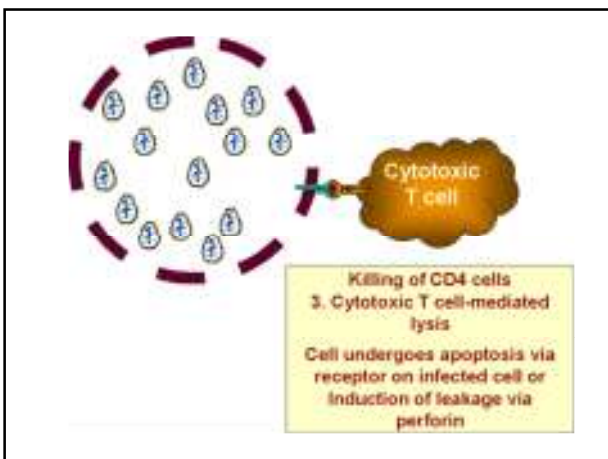 Cytotoxic
T cell
Killing of CD4 cells
3. Cytotoxic T cell-mediated
lysis
Cell undergoes apoptosis via
receptor on infected cell or
Induction of leakage via
perforin